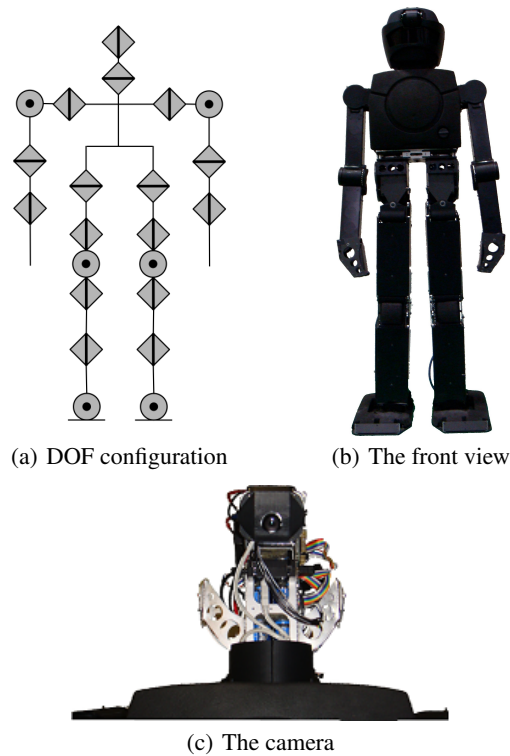 (a) DOF configuration
(b) The front view
(c) The camera